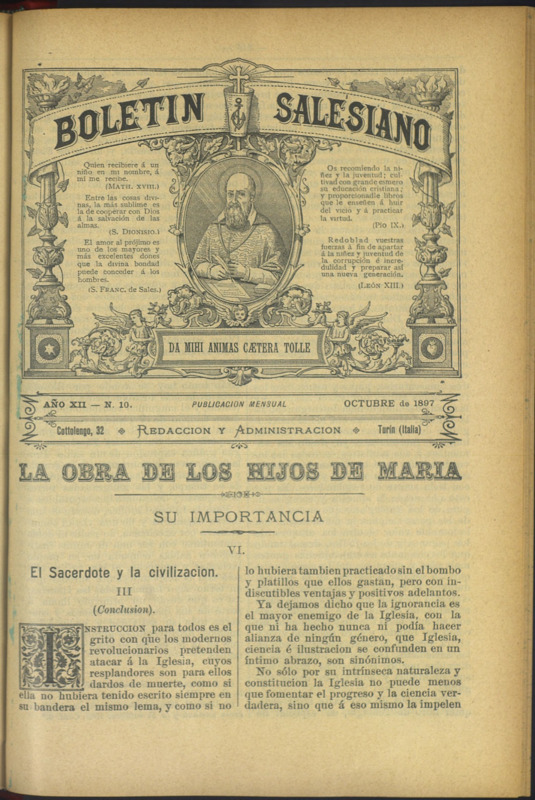 BOLETIN SALESIANO
Quien recibiere á un
niño en mi nombre, á
mi me recibe.
(MATH. XVIII.)
Entre las cosas divi-
nas, la más sublime es
la de cooperar con Dios
á la salvación de las
almas.
(S. DIONISIO.)
El amor al prójimo es
uno de los mayores y
más excelentes dones
que la divina bondad
puede conceder á los
hombres.
(S. FRANC. de Sales.)
Os recomiendo la ni-
ñez y la juventud; cul-
tivad con grande esmero
su educación cristiana;
y proporcionadle libros
que le enseñen á huir
del vicio y á practicar
la virtud.
(Pío IX.)
Redoblad vuestras
fuerzas á fin de apartar
á la niñez y juventud de
la corrupción é incre-
dulidad y preparar así
una nueva generación.
(LEÓN XIII.)
DA MIHI ANIMAS CÆTERA TOLLE
AÑO XII — N. 10. PUBLICACION MENSUAL OCTUBRE de 1897
Cottolengo, 32 REDACCION Y ADMINISTRACION Turin (Italia)
LA OBRA DE LOS HIJOS DE MARIA
SU IMPORTANCIA
VI.
El Sacerdote y la civilizacion.
III
(Conclusion).
INSTRUCCION para todos es el
grito con que los modernos
revolucionarios pretenden
atacar á la Iglesia, cuyos
resplandores son para ellos
dardos de muerte, como si
ella no hubiera tenido escrito siempre en
su bandera el mismo lema, y como si no
lo hubiera tambien practicado sin el bombo
y platillos que ellos gastan, pero con in-
discutibles ventajas y positivos adelantos.
Ya dejamos dicho que la ignorancia es
el mayor enemigo de la Iglesia, con la
que ni ha hecho nunca ni podía hacer
alianza de ningún género, que Iglesia,
ciencia é ilustracion se confunden en un
íntimo abrazo, son sinónimos.
No sólo por su intrínseca naturaleza y
constitucion la Iglesia no puede menos
que fomentar el progreso y la ciencia ver-
dadera, sino que á eso mismo la impelen